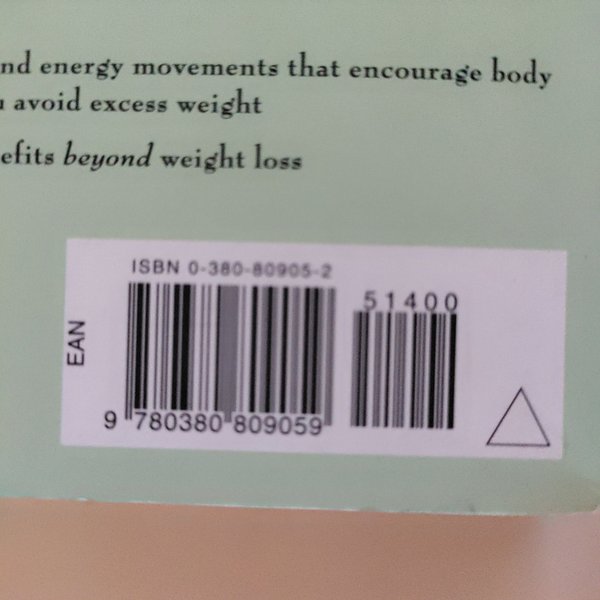 nd energy movements that encourage body
avoid excess weight
efits beyond weight loss
ISBN 0-380-80905-2
51400
EAN
9 780380 809059